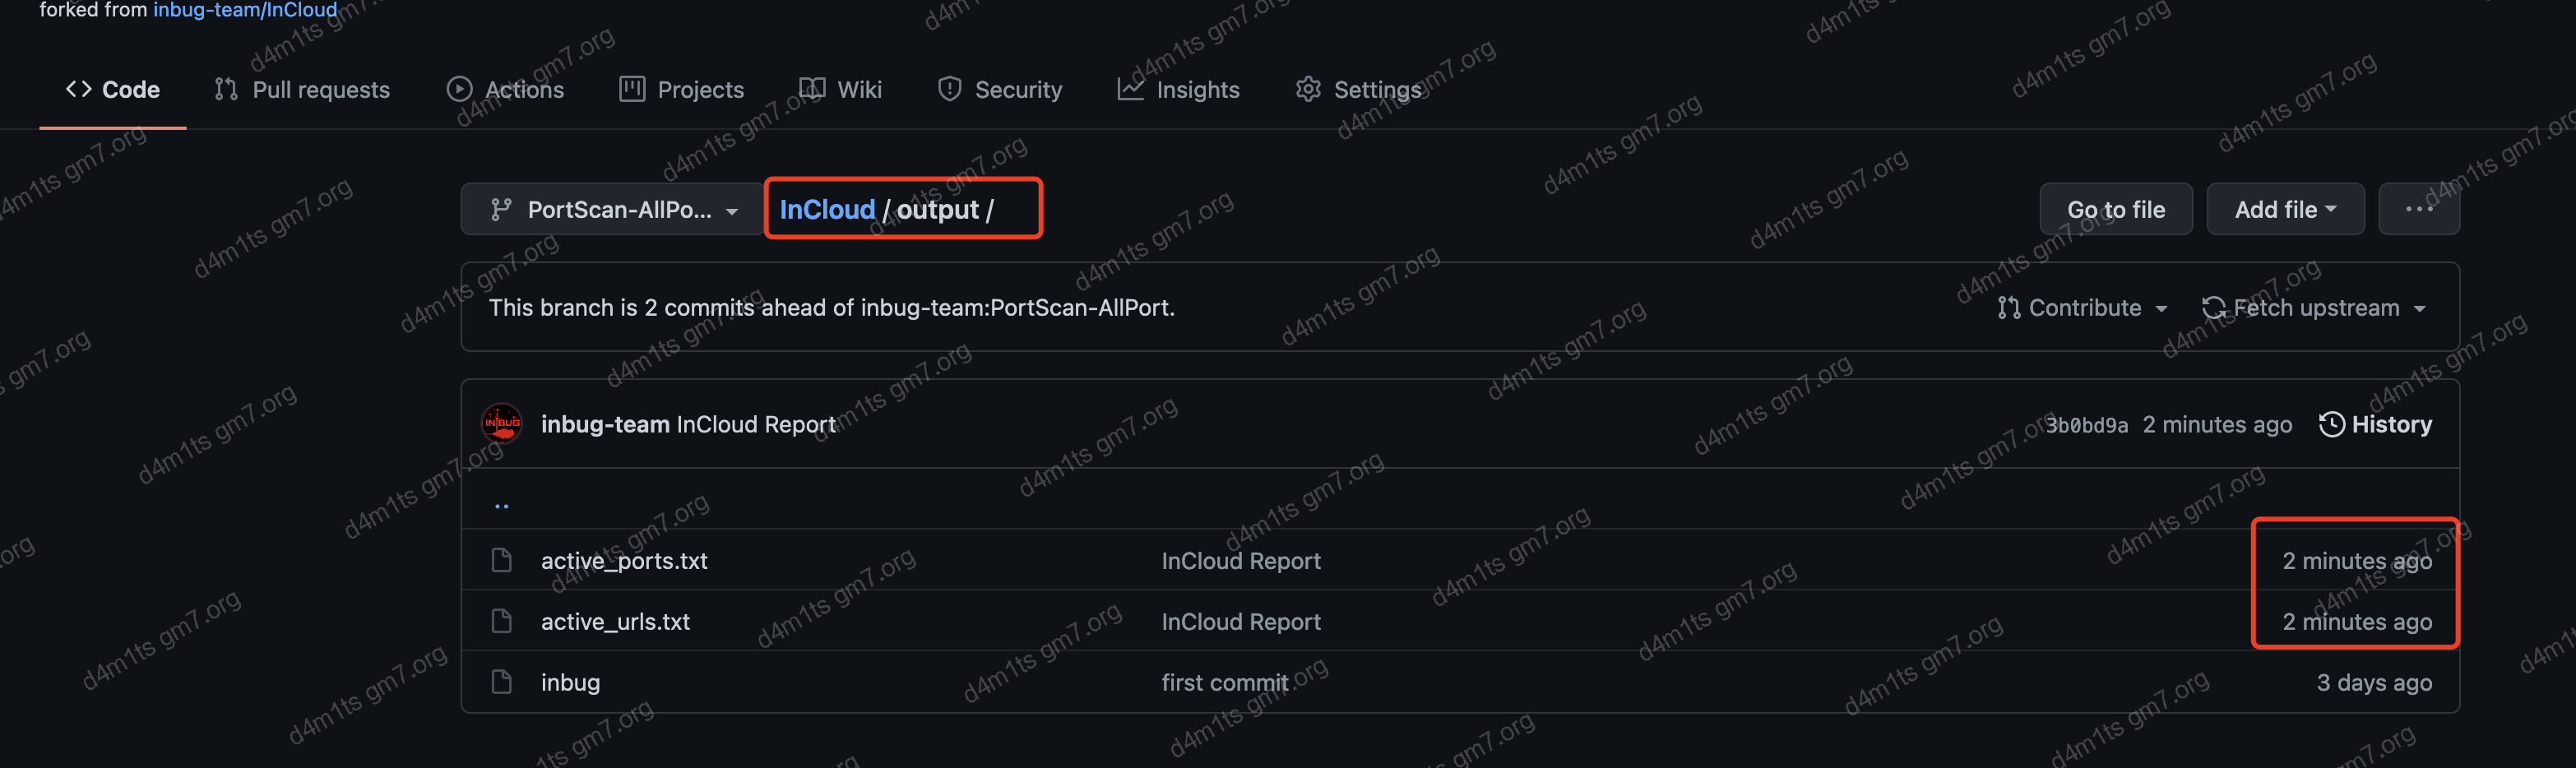 forked from inbug-team/InCloud
Code Pull requests Actions Projects Wiki Security Insights Settings
PortScan-AllPo... InCloud / output / Go to file Add file ...
This branch is 2 commits ahead of inbug-team:PortScan-AllPort. Contribute Fetch upstream
INBUG
inbug-team InCloud Report 3b0bd9a 2 minutes ago History
..
active_ports.txt InCloud Report 2 minutes ago
active_urls.txt InCloud Report 2 minutes ago
inbug first commit 3 days ago
d4m1ts gm7.org